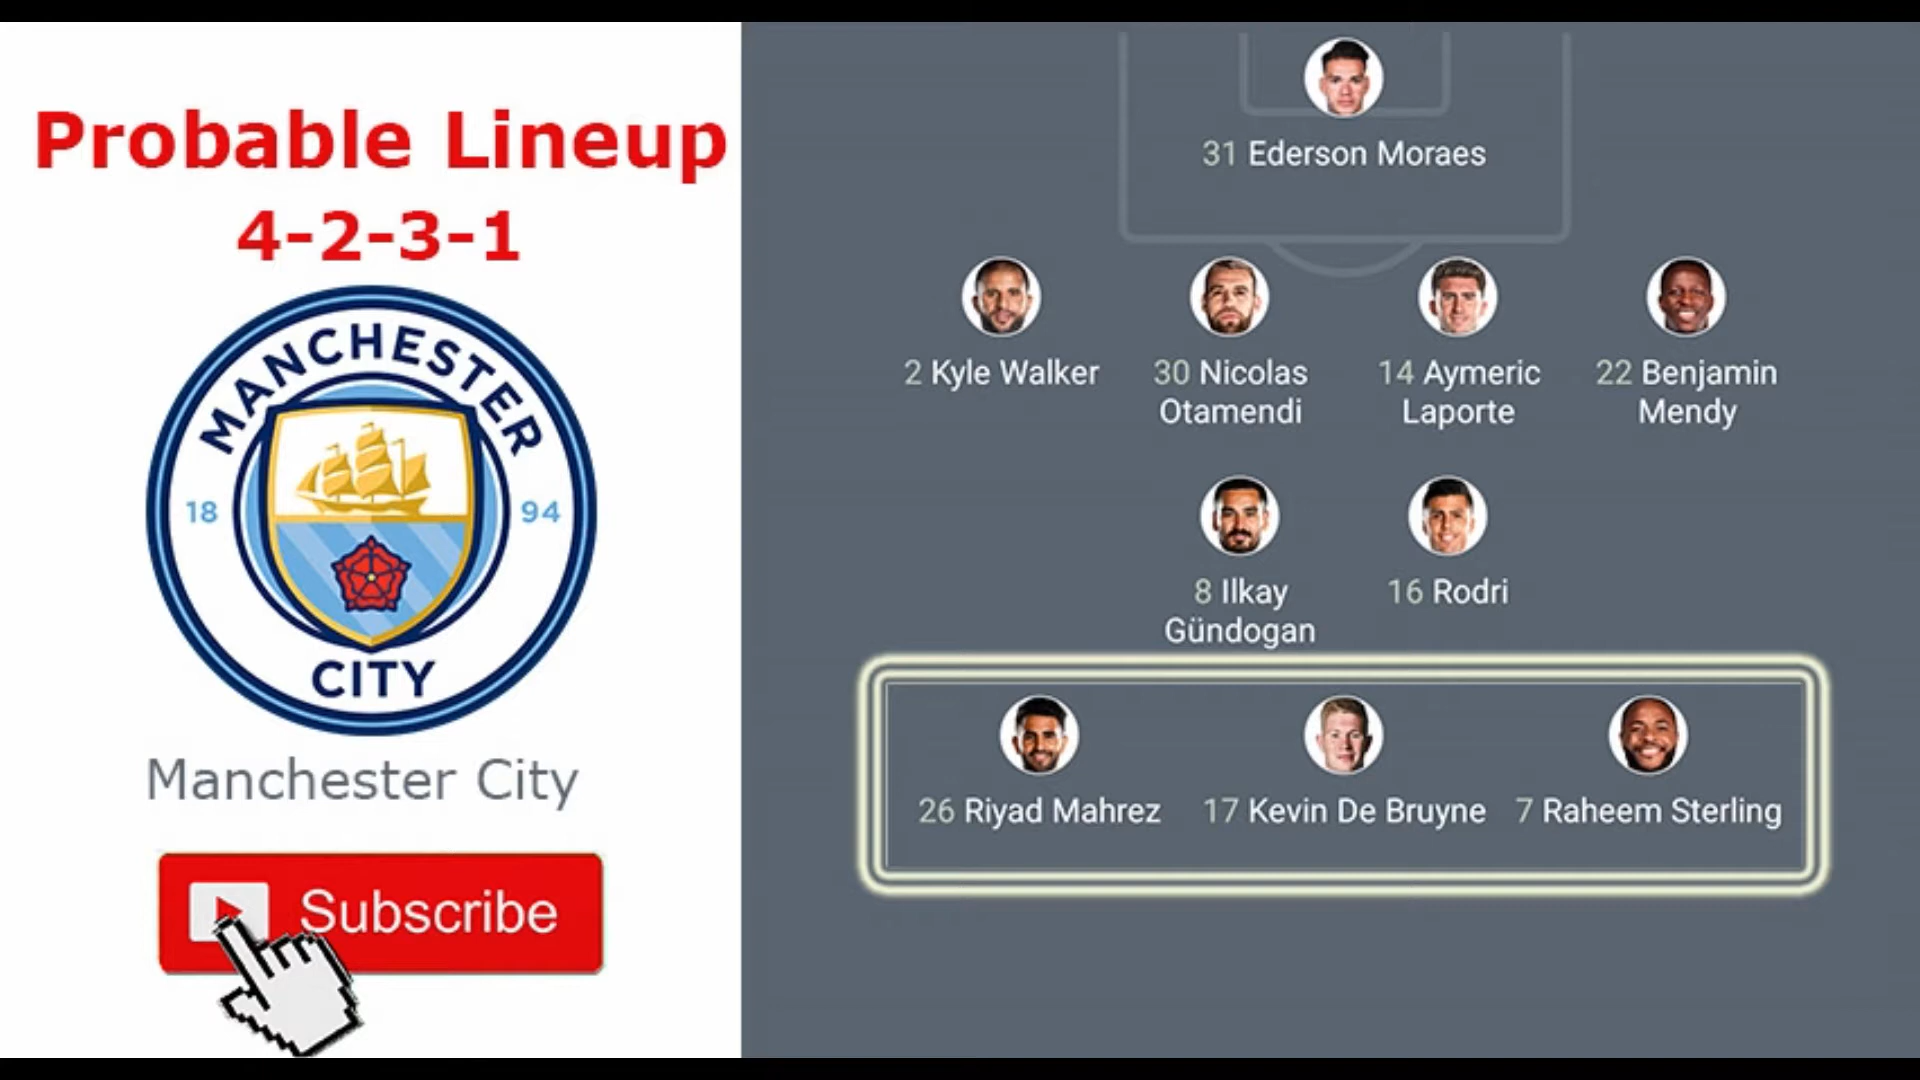 Probable Lineup
4-2-3-1
MANCHESTER
18 94
CITY
Manchester City
Subscribe
31 Ederson Moraes
2 Kyle Walker
30 Nicolas
Otamendi
14 Aymeric
Laporte
22 Benjamin
Mendy
8 Ilkay
Gündogan
16 Rodri
26 Riyad Mahrez
17 Kevin De Bruyne
7 Raheem Sterling